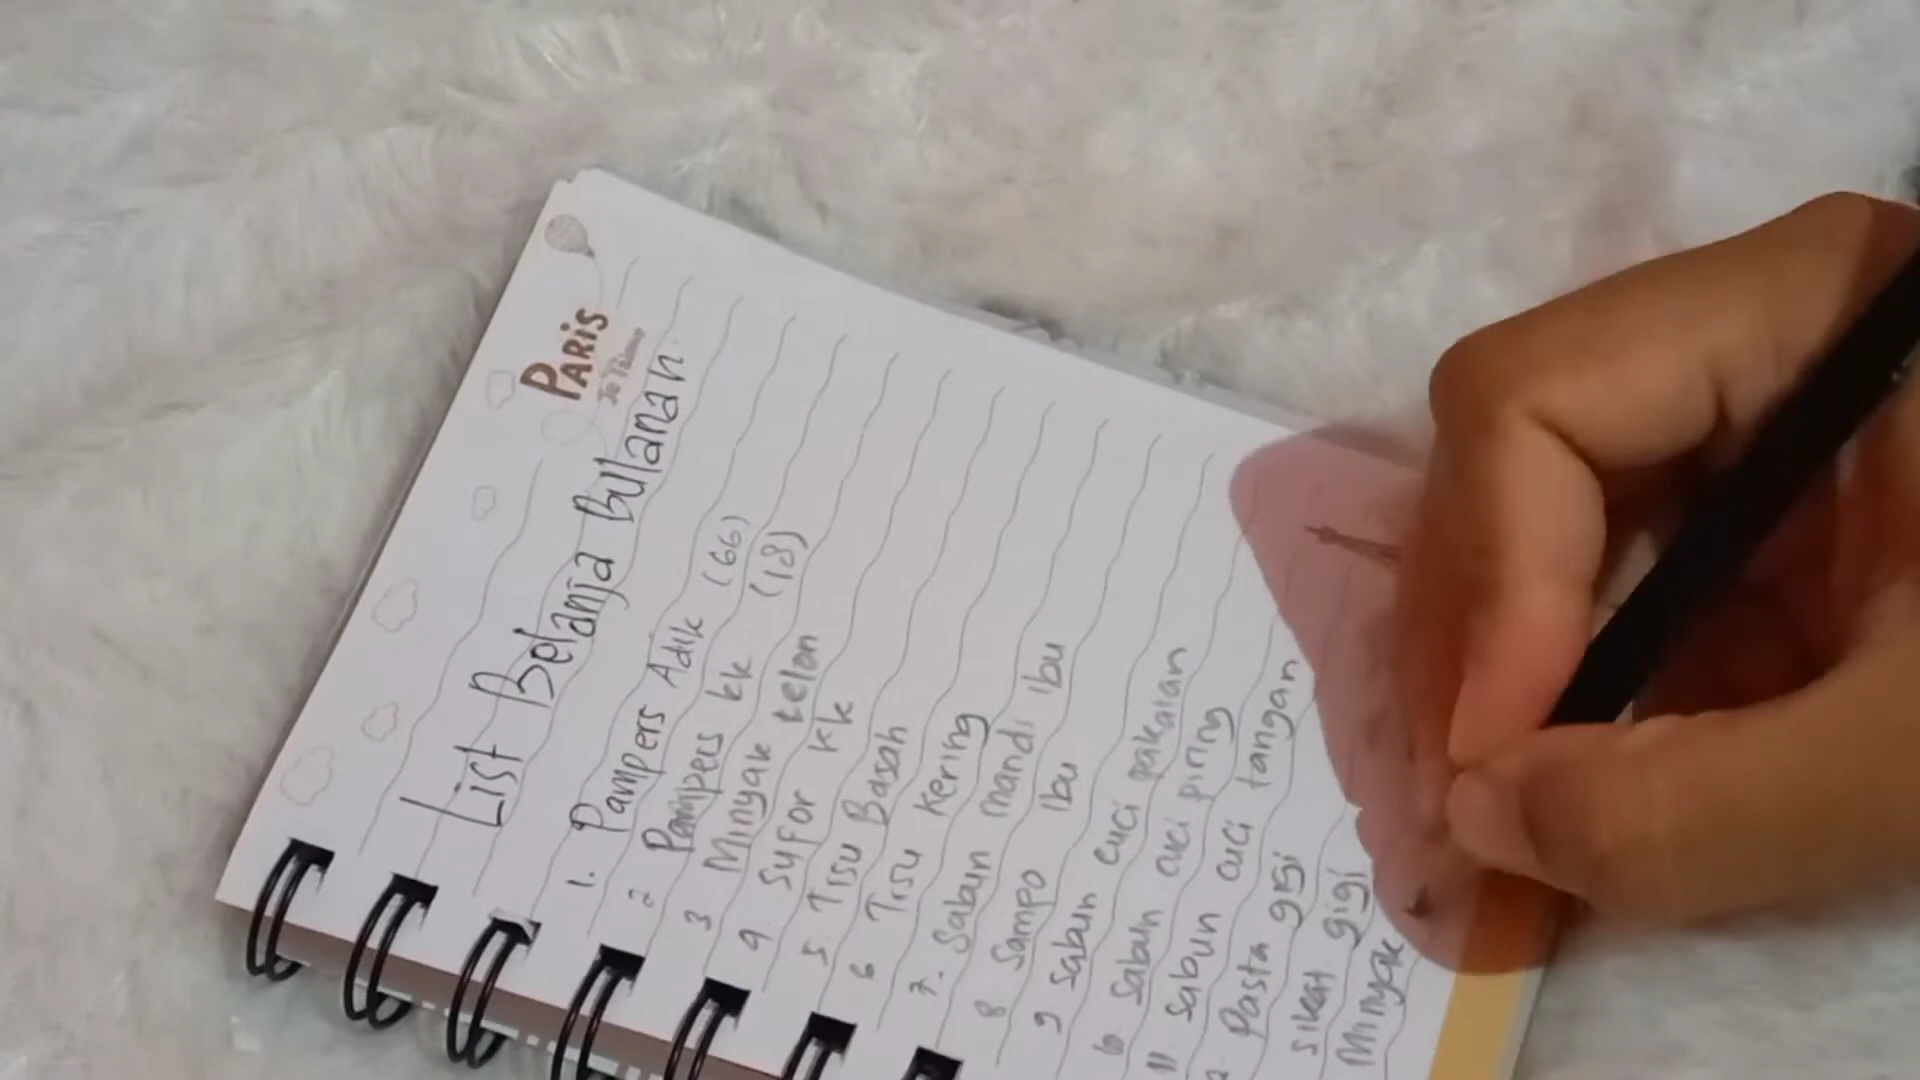 PARIS
Je T'aime
List Belanja Bulanan.
1. Pampers Adik (66)
2 Pampers kk (18)
3 Minyak telon
4. Sufor kk
5. Tisu Basah
6 Tisu kering
7. Sabun mandi ibu
8 Sampo ibu
9 sabun cuci pakaian
sabun cuci piring
11. sabun cuci tangan
Pasta gigi
sikat gigi
Minyak